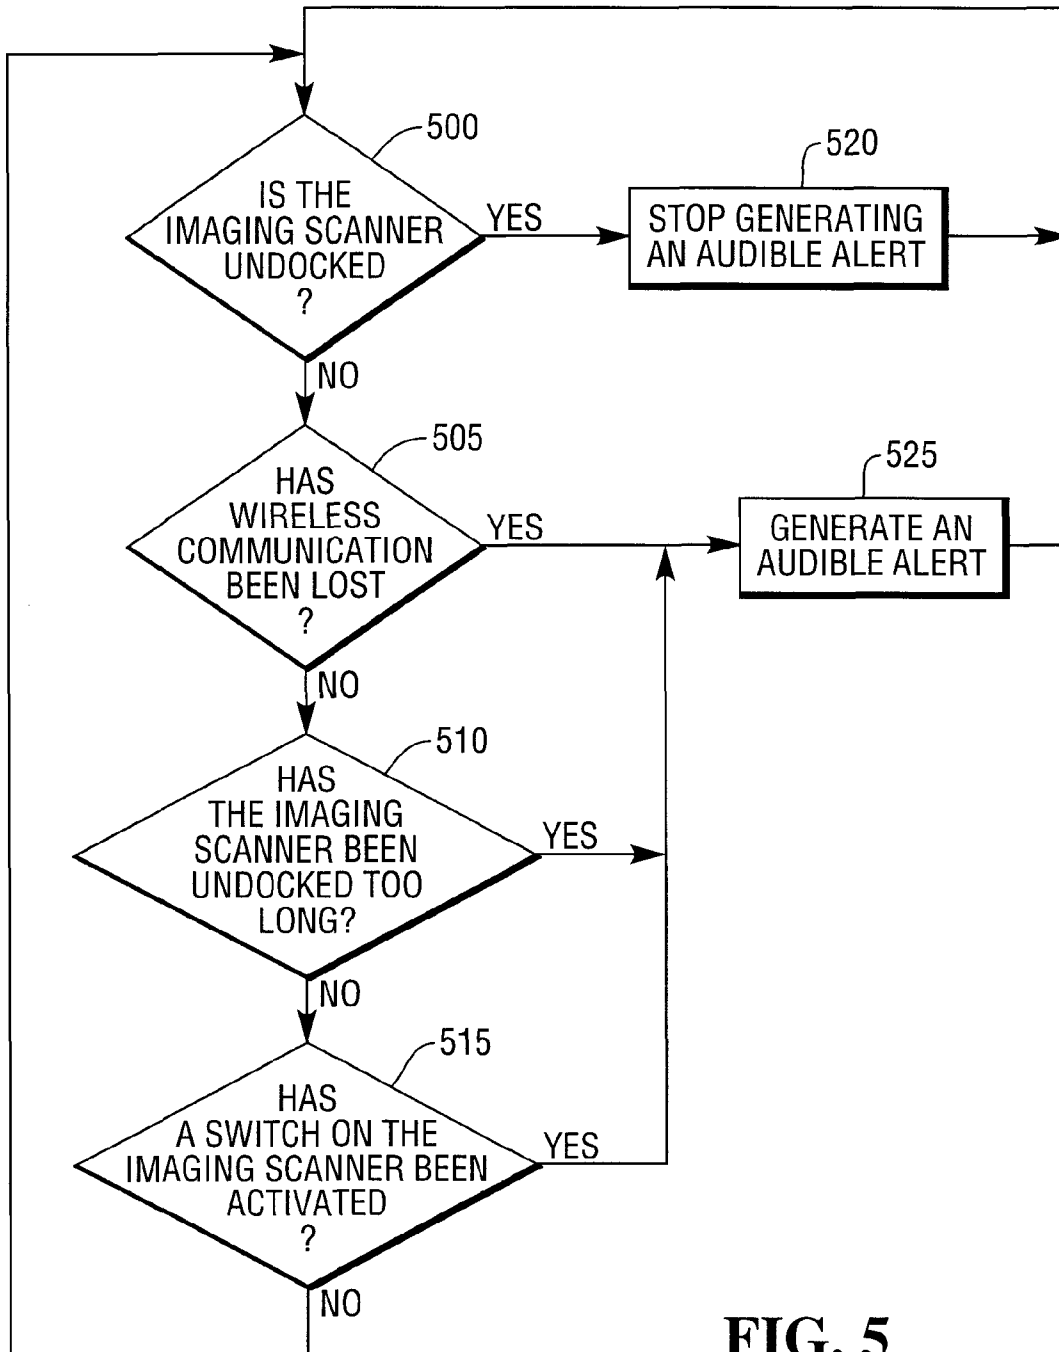 500
IS THE
IMAGING SCANNER
UNDOCKED
?
YES
520
STOP GENERATING
AN AUDIBLE ALERT
NO
505
HAS
WIRELESS
COMMUNICATION
BEEN LOST
?
YES
525
GENERATE AN
AUDIBLE ALERT
NO
510
HAS
THE IMAGING
SCANNER BEEN
UNDOCKED TOO
LONG?
YES
NO
515
HAS
A SWITCH ON THE
IMAGING SCANNER BEEN
ACTIVATED
?
YES
NO
FIG. 5